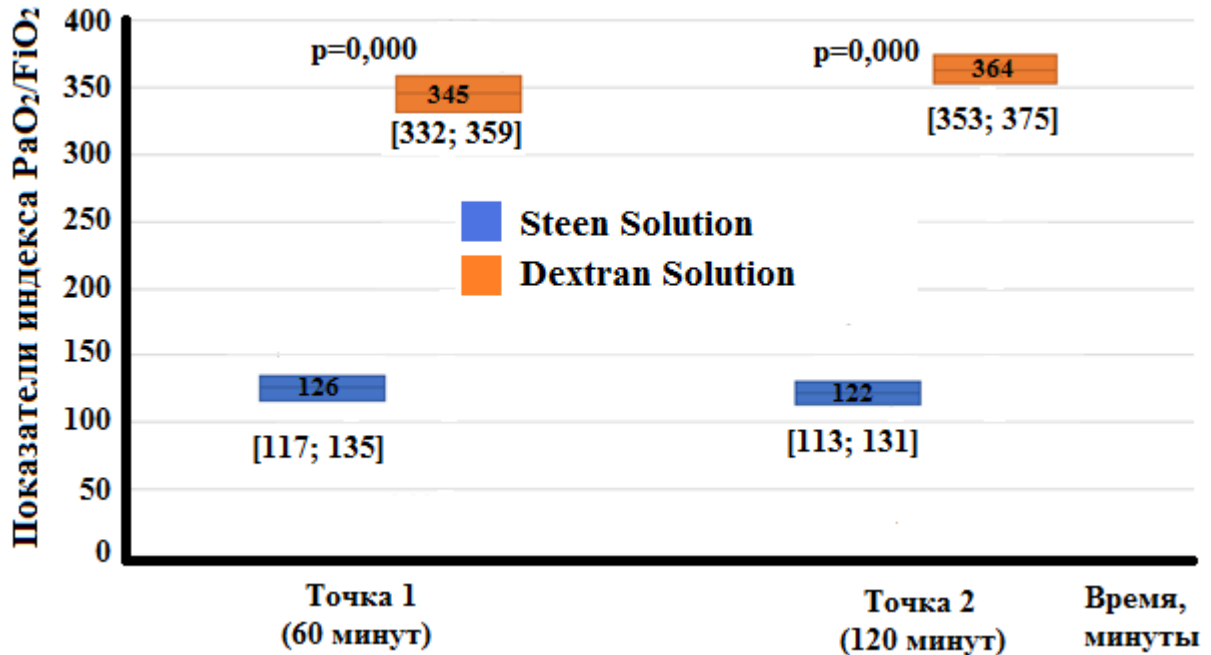 Показатели индекса PaO₂/FiO₂
400
350
300
250
200
150
100
50
0
p=0,000
345
[332; 359]
p=0,000
364
[353; 375]
Steen Solution
Dextran Solution
126
[117; 135]
122
[113; 131]
Точка 1
(60 минут)
Точка 2
(120 минут)
Время,
минуты